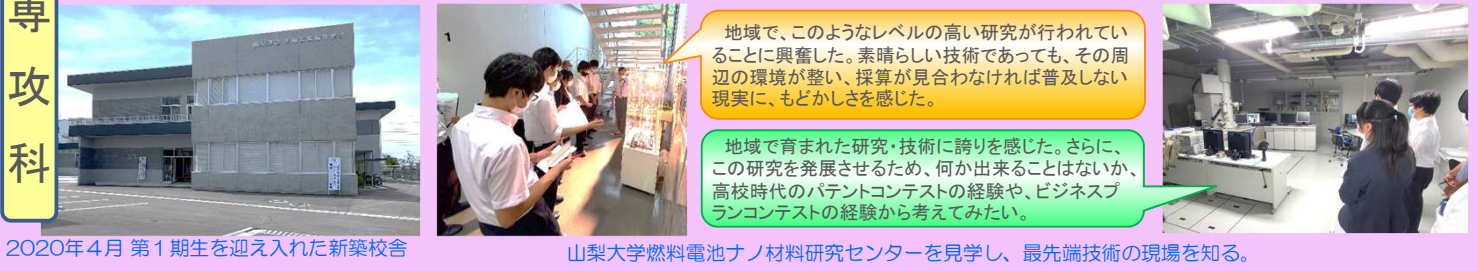 専
攻
科
地域で、このようなレベルの高い研究が行われてい
ることに興奮した。素晴らしい技術であっても、その周
辺の環境が整い、採算が見合わなければ普及しない
現実に、もどかしさを感じた。
地域で育まれた研究・技術に誇りを感じた。さらに、
この研究を発展させるため、何か出来ることはないか、
高校時代のパテントコンテストの経験や、ビジネスプ
ランコンテストの経験から考えてみたい。
2020年４月 第１期生を迎え入れた新築校舎
山梨大学燃料電池ナノ材料研究センターを見学し、最先端技術の現場を知る。